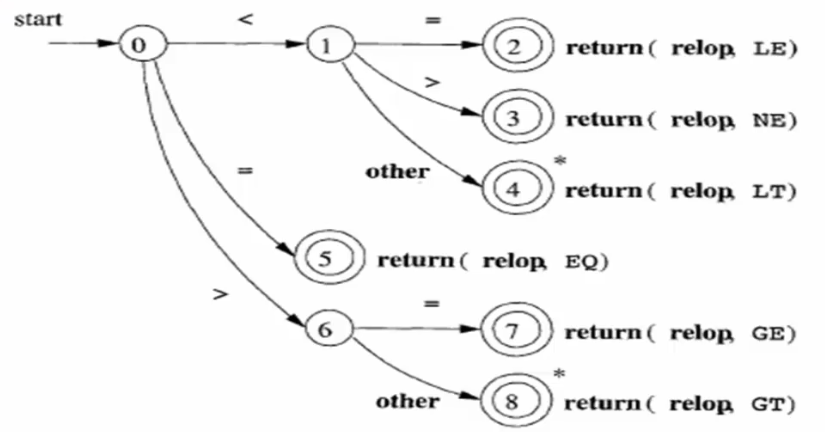 start
<
=
0
1
2
return( relop, LE)
>
3
return( relop, NE)
other
*
4
return( relop, LT)
=
5
return( relop, EQ)
>
=
6
7
return( relop, GE)
other
*
8
return( relop, GT)